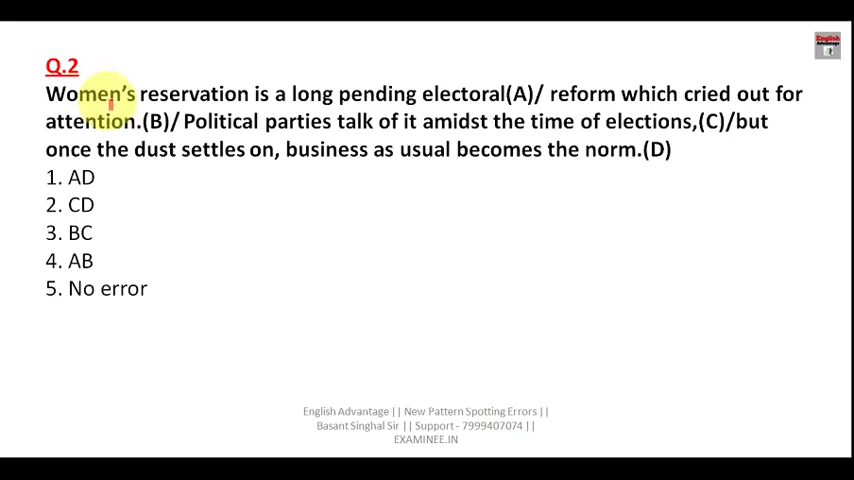 English
Advantage
Q.2
Women's reservation is a long pending electoral(A)/ reform which cried out for
attention.(B)/ Political parties talk of it amidst the time of elections,(C)/but
once the dust settles on, business as usual becomes the norm.(D)
1. AD
2. CD
3. BC
4. AB
5. No error
English Advantage || New Pattern Spotting Errors ||
Basant Singhal Sir || Support - 7999407074 ||
EXAMINEE.IN